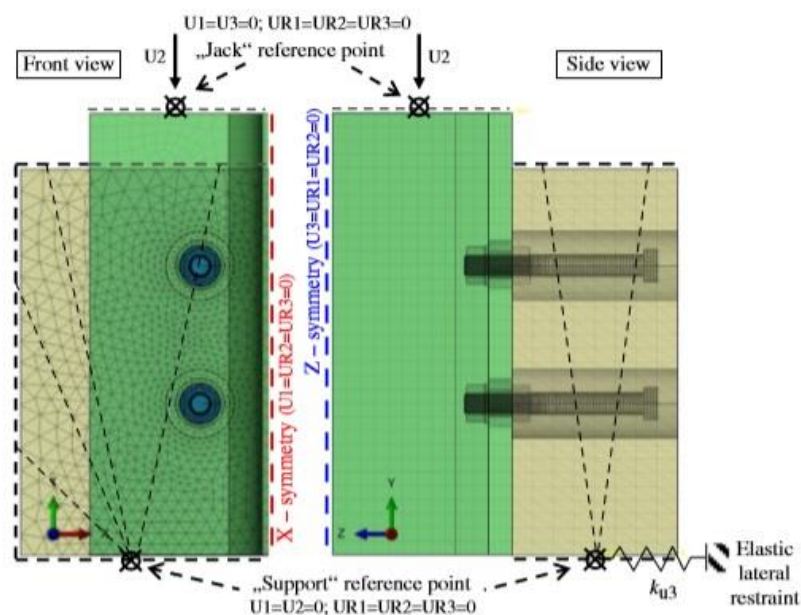 U1=U3=0; UR1=UR2=UR3=0
Front view
U2
„Jack“ reference point
U2
Side view
X – symmetry (U1=UR2=UR3=0)
Z – symmetry (U3=UR1=UR2=0)
Y
Z
„Support“ reference point
U1=U2=0; UR1=UR2=UR3=0
ku3
Elastic
lateral
restraint